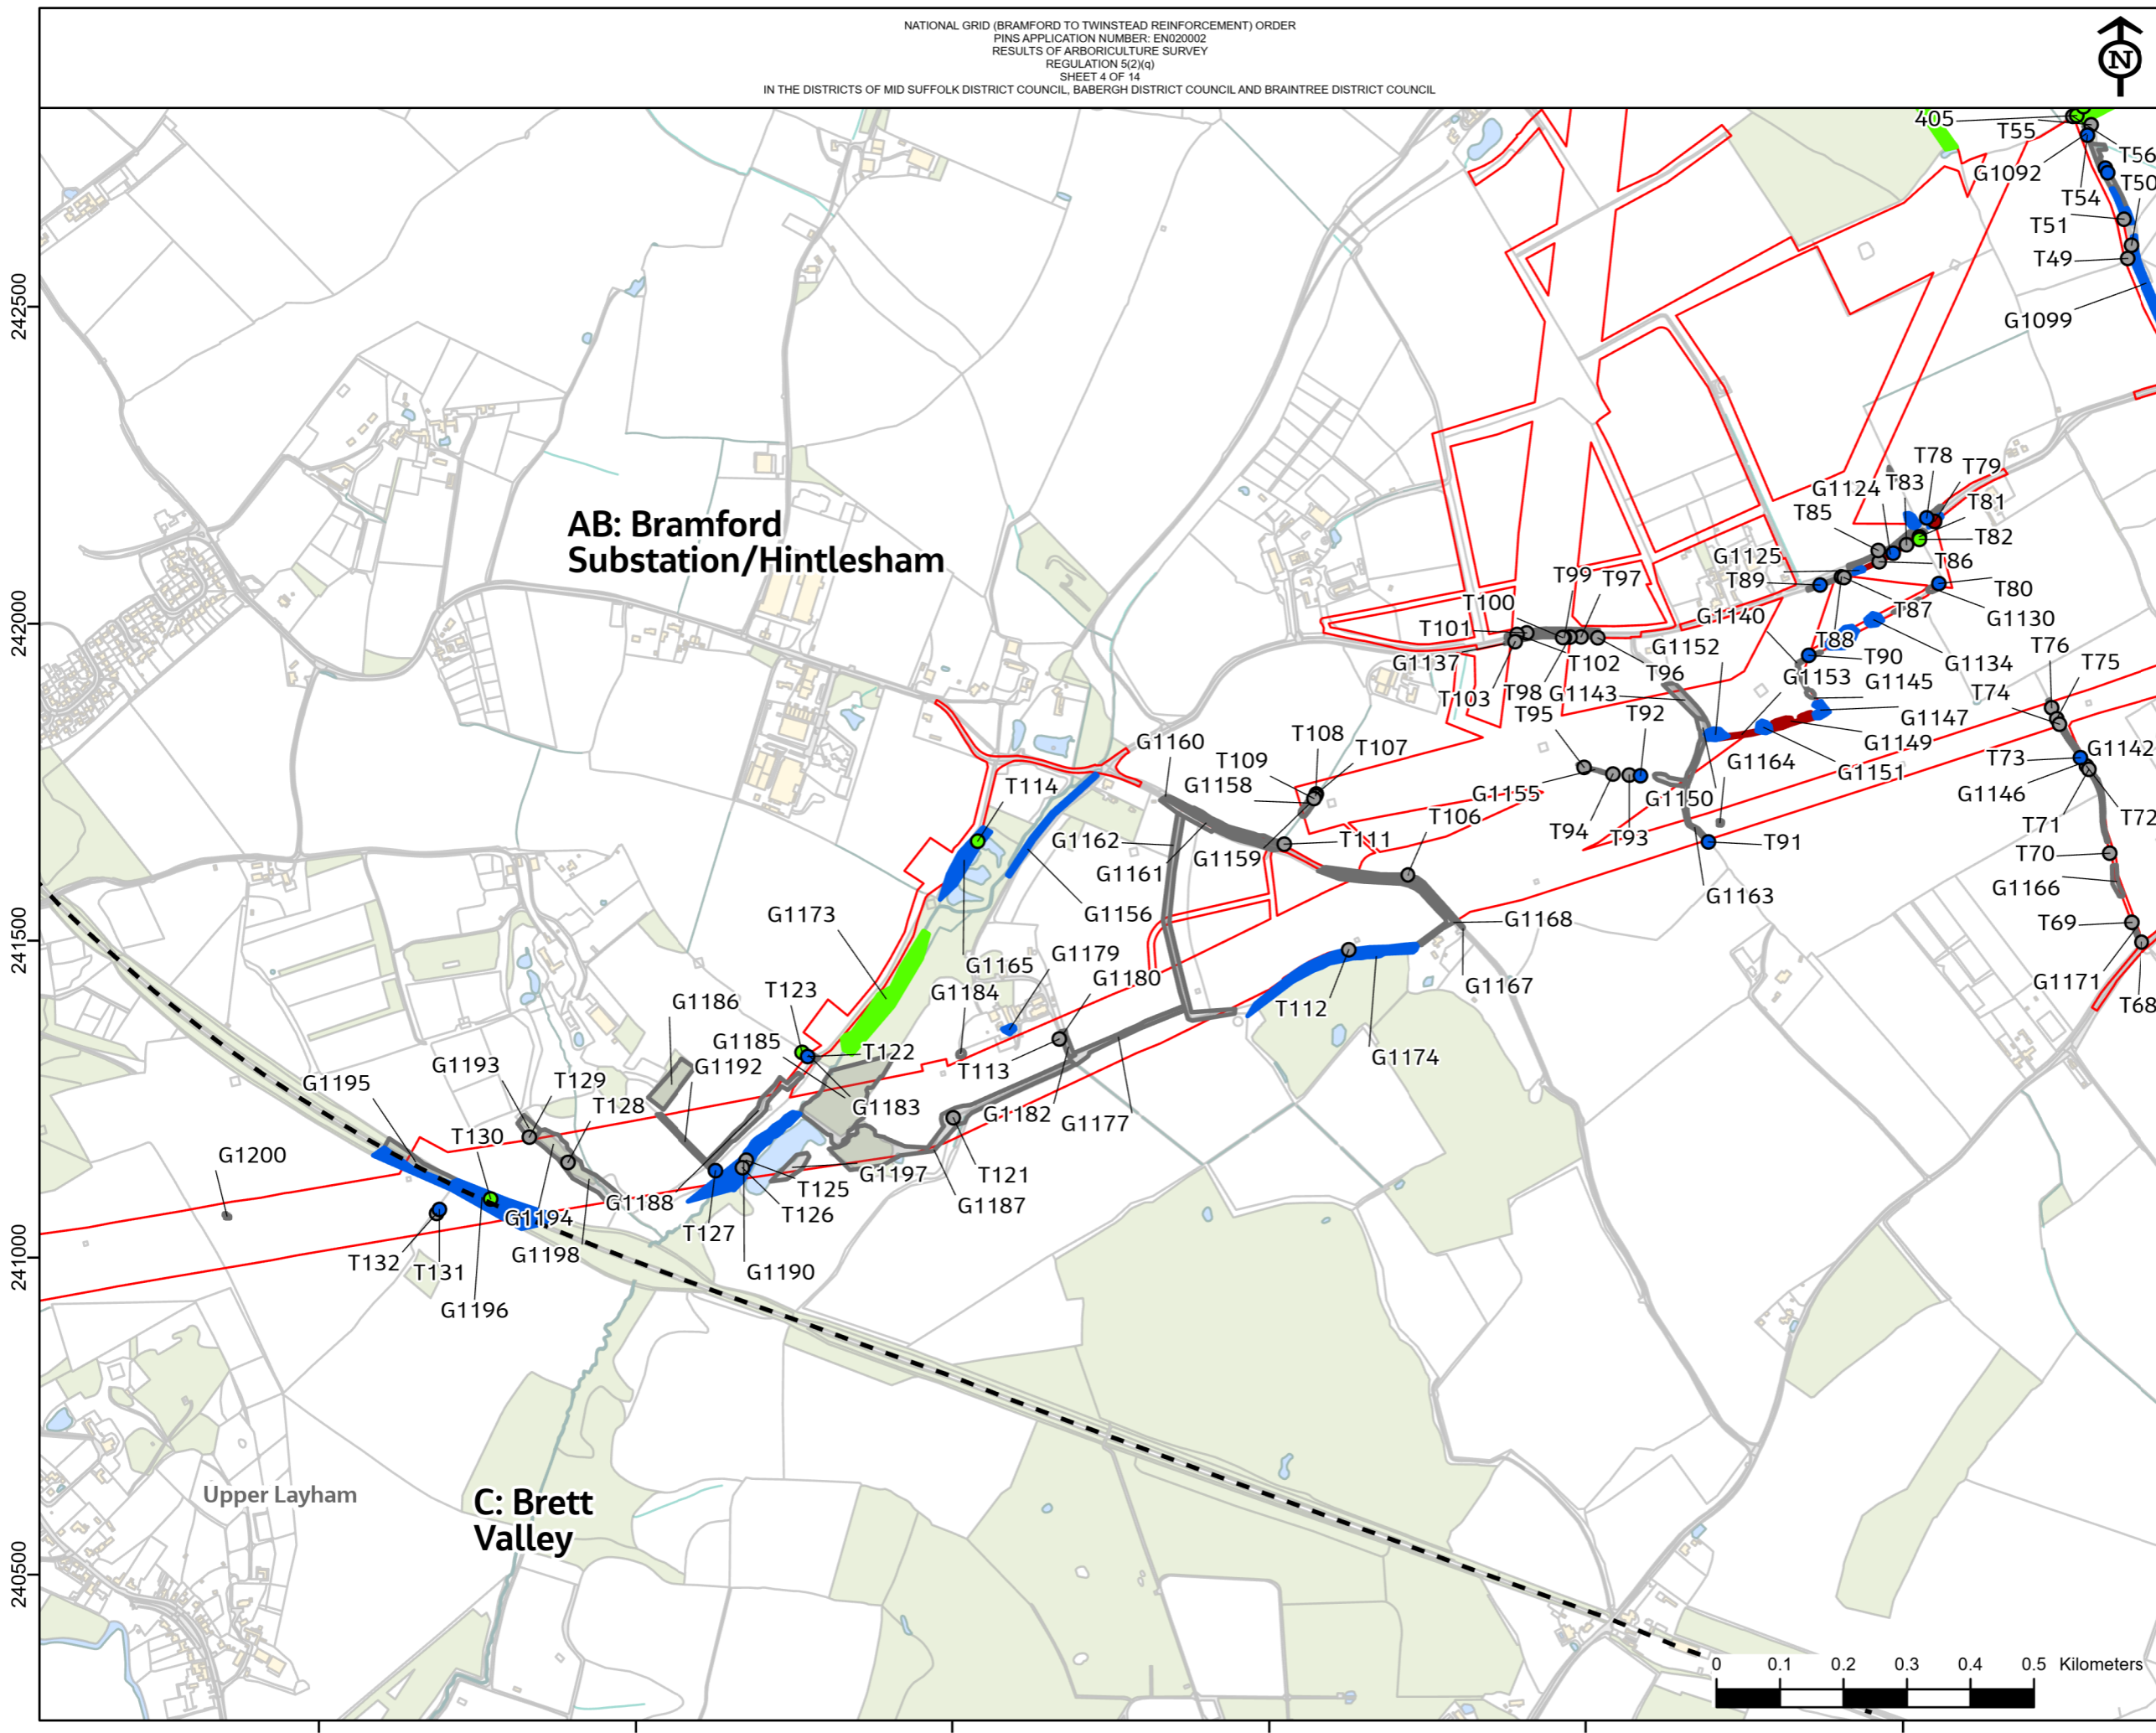 NATIONAL GRID (BRAMFORD TO TWINSTEAD REINFORCEMENT) ORDER
PINS APPLICATION NUMBER: EN020002
RESULTS OF ARBORICULTURE SURVEY
REGULATION 5(2)(q)
SHEET 4 OF 14
IN THE DISTRICTS OF MID SUFFOLK DISTRICT COUNCIL, BABERGH DISTRICT COUNCIL AND BRAINTREE DISTRICT COUNCIL
N
405
T55
T56
G1092
T50
T54
T51
T49
242500
G1099
T78
T79
G1124
T83
T81
T85
T82
AB: Bramford
Substation/Hintlesham
G1125
T86
T99
T97
T89
T80
T100
T87
G1130
242000
T101
G1140
T88
T76
G1137
T102
G1152
T90
G1134
T75
T96
G1153
G1145
T103
T98
G1143
T74
T95
T92
G1147
T108
G1160
T107
G1149
G1142
T109
T73
G1158
G1164
G1151
T114
G1155
G1150
G1146
T106
T72
T94
T93
T71
G1162
T111
T91
G1159
T70
G1161
G1166
G1163
G1173
G1156
G1168
T69
241500
G1165
G1179
G1180
G1171
T123
G1184
G1167
G1186
T112
T68
G1185
T122
G1174
G1193
G1192
T113
G1195
T129
T128
G1183
G1182
G1177
T130
G1200
G1197
T121
T125
G1188
G1187
G1194
T126
T127
G1198
241000
T132
T131
G1190
G1196
Upper Layham
C: Brett
Valley
240500
0 0.1 0.2 0.3 0.4 0.5 Kilometers